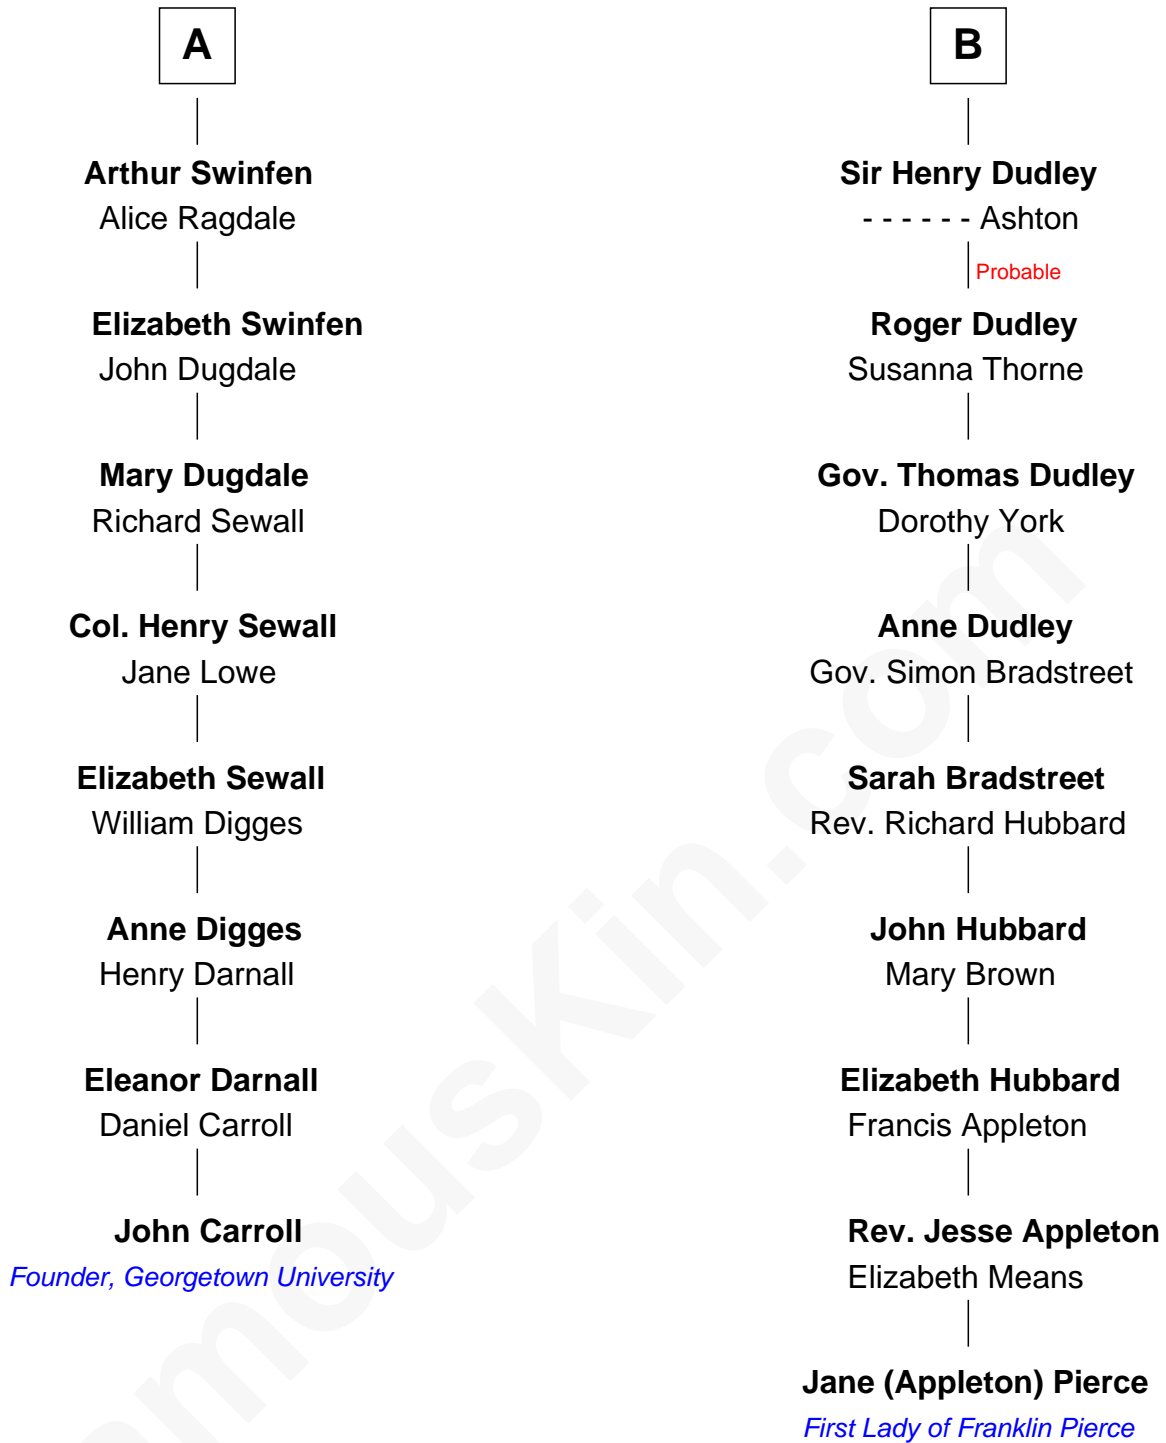 A
Arthur Swinfen
Alice Ragdale
Elizabeth Swinfen
John Dugdale
Mary Dugdale
Richard Sewall
Col. Henry Sewall
Jane Lowe
Elizabeth Sewall
William Digges
Anne Digges
Henry Darnall
Eleanor Darnall
Daniel Carroll
John Carroll
Founder, Georgetown University
B
Sir Henry Dudley
- - - - - - Ashton
Probable
Roger Dudley
Susanna Thorne
Gov. Thomas Dudley
Dorothy York
Anne Dudley
Gov. Simon Bradstreet
Sarah Bradstreet
Rev. Richard Hubbard
John Hubbard
Mary Brown
Elizabeth Hubbard
Francis Appleton
Rev. Jesse Appleton
Elizabeth Means
Jane (Appleton) Pierce
First Lady of Franklin Pierce
amouskin.com